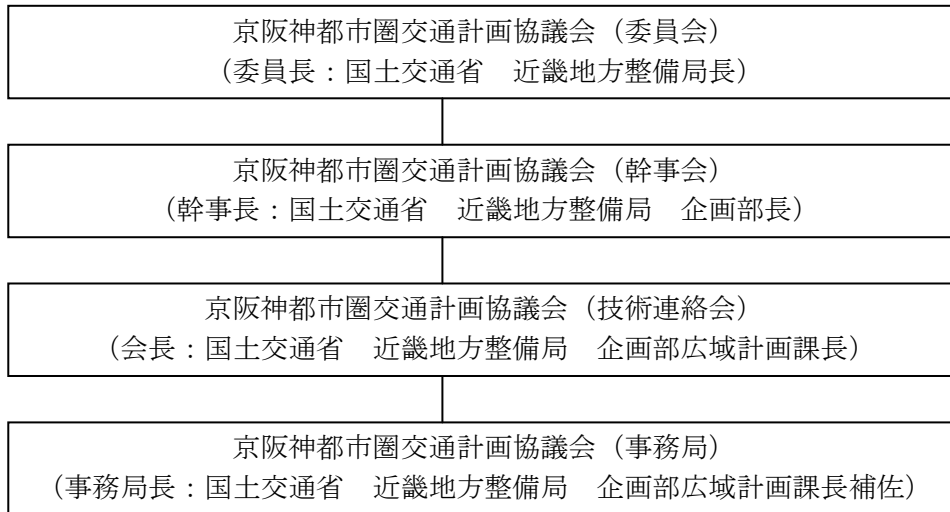 京阪神都市圏交通計画協議会（委員会）
（委員長：国土交通省　近畿地方整備局長）
京阪神都市圏交通計画協議会（幹事会）
（幹事長：国土交通省　近畿地方整備局　企画部長）
京阪神都市圏交通計画協議会（技術連絡会）
（会長：国土交通省　近畿地方整備局　企画部広域計画課長）
京阪神都市圏交通計画協議会（事務局）
（事務局長：国土交通省　近畿地方整備局　企画部広域計画課長補佐）